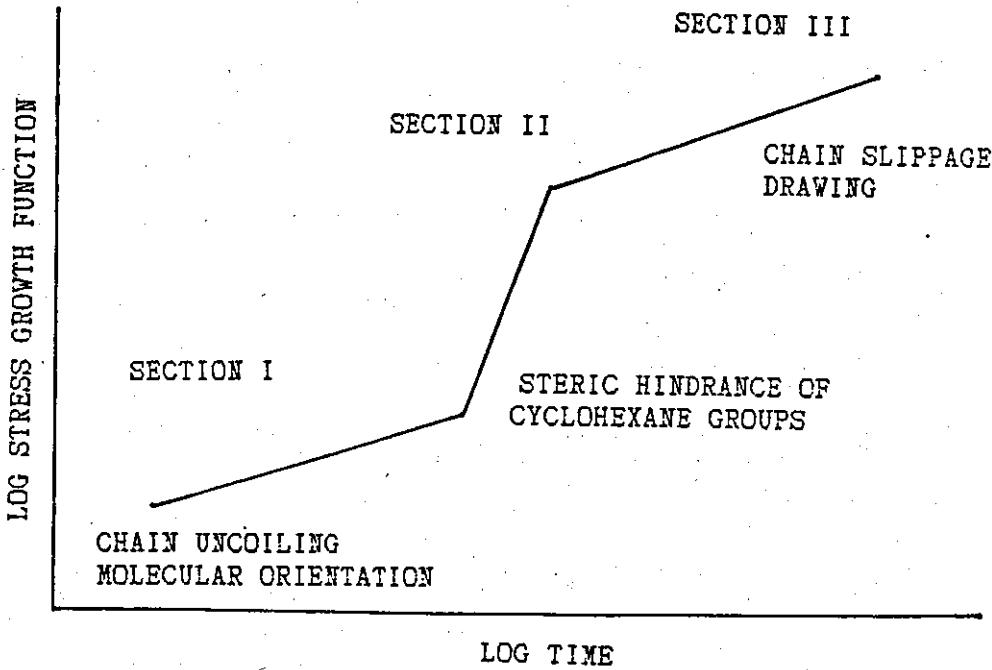 SECTION III
SECTION II
CHAIN SLIPPAGE
DRAWING
LOG STRESS GROWTH FUNCTION
SECTION I
STERIC HINDRANCE OF
CYCLOHEXANE GROUPS
CHAIN UNCOILING
MOLECULAR ORIENTATION
LOG TIME